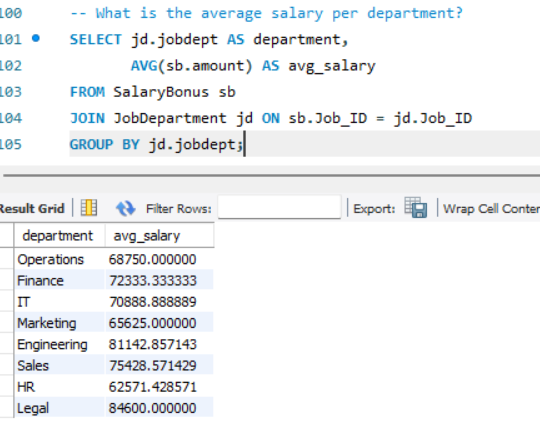 100 -- What is the average salary per department?
101 SELECT jd.jobdept AS department,
102 AVG(sb.amount) AS avg_salary
103 FROM SalaryBonus sb
104 JOIN JobDepartment jd ON sb.Job_ID = jd.Job_ID
105 GROUP BY jd.jobdept;
Result Grid Filter Rows: Export: Wrap Cell Conten
department avg_salary
Operations 68750.000000
Finance 72333.333333
IT 70888.888889
Marketing 65625.000000
Engineering 81142.857143
Sales 75428.571429
HR 62571.428571
Legal 84600.000000